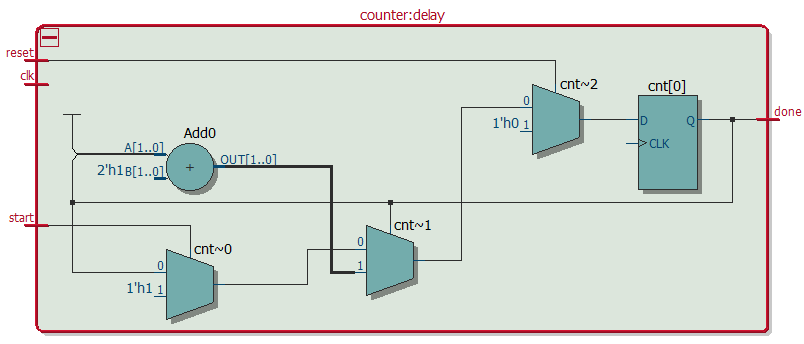 counter:delay
reset
clk
cnt~2
cnt[0]
0
1'h0 1
D Q
CLK
done
Add0
A[1..0]
2'h1 B[1..0]
+
OUT[1..0]
start
cnt~0
0
1'h1 1
cnt~1
0
1